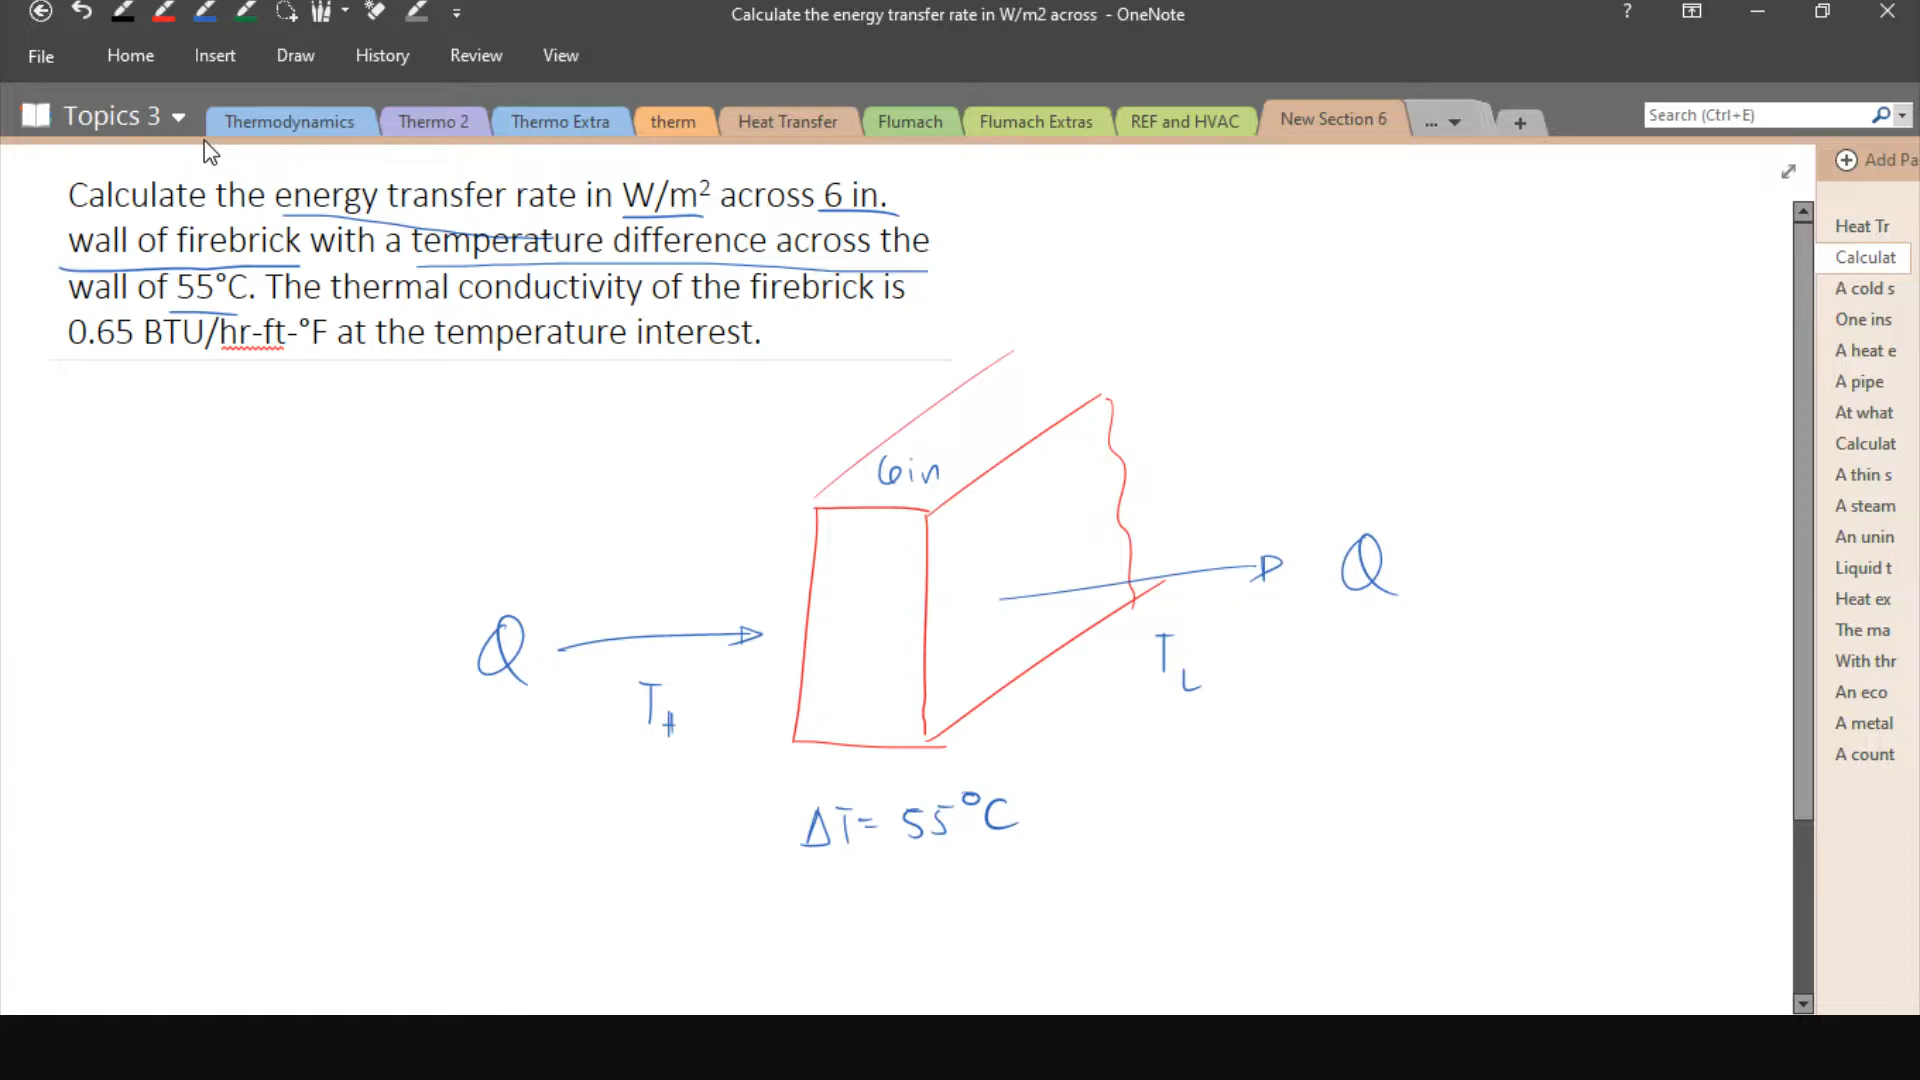 Calculate the energy transfer rate in W/m2 across - OneNote
?
File Home Insert Draw History Review View
Topics 3
Thermodynamics Thermo 2 Thermo Extra therm Heat Transfer Flumach Flumach Extras REF and HVAC New Section 6 ...
Search (Ctrl+E)
Add Pa
Calculate the energy transfer rate in W/m² across 6 in.
wall of firebrick with a temperature difference across the
wall of 55°C. The thermal conductivity of the firebrick is
0.65 BTU/hr-ft-°F at the temperature interest.
6in
Q
Q
T_H
T_L
ΔT= 55°C
Heat Tr
Calculat
A cold s
One ins
A heat e
A pipe
At what
Calculat
A thin s
A steam
An unin
Liquid t
Heat ex
The ma
With thr
An eco
A metal
A count